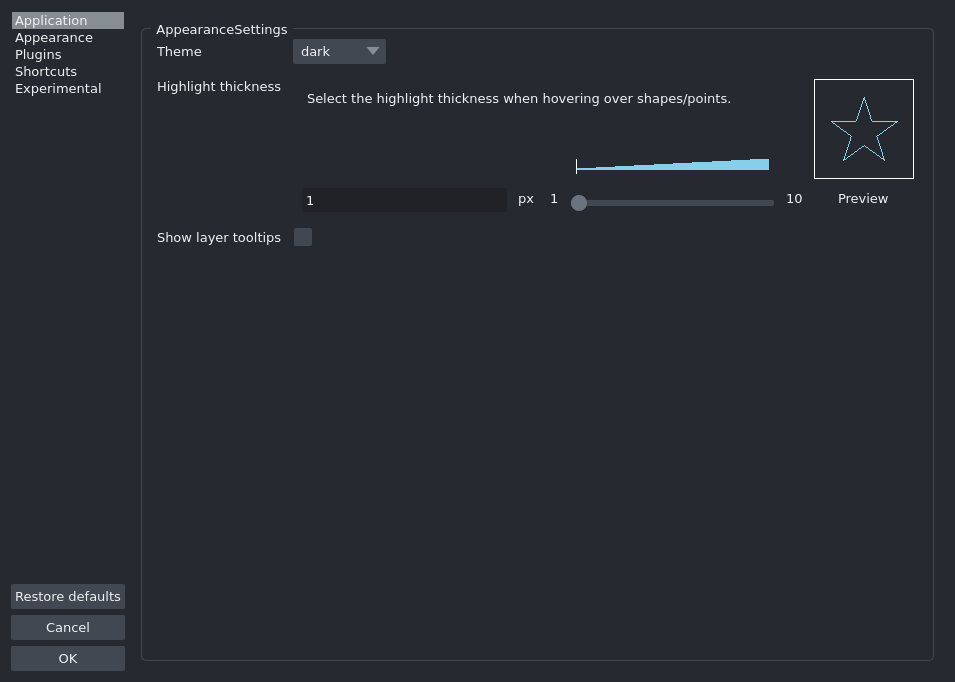 Application
Appearance
Plugins
Shortcuts
Experimental
AppearanceSettings
Theme
dark
Highlight thickness
Select the highlight thickness when hovering over shapes/points.
1
px
1
10
Preview
Show layer tooltips
Restore defaults
Cancel
OK